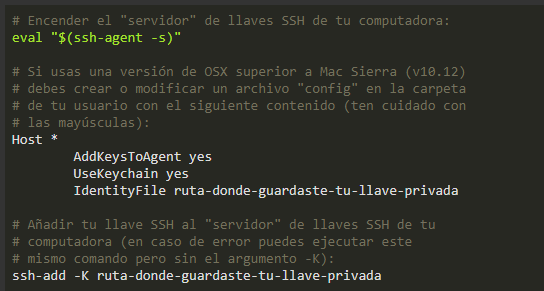 # Encender el "servidor" de llaves SSH de tu computadora:
eval "$(ssh-agent -s)"
# Si usas una versión de OSX superior a Mac Sierra (v10.12)
# debes crear o modificar un archivo "config" en la carpeta
# de tu usuario con el siguiente contenido (ten cuidado con
# las mayúsculas):
Host *
AddKeysToAgent yes
UseKeychain yes
IdentityFile ruta-donde-guardaste-tu-llave-privada
# Añadir tu llave SSH al "servidor" de llaves SSH de tu
# computadora (en caso de error puedes ejecutar este
# mismo comando pero sin el argumento -K):
ssh-add -K ruta-donde-guardaste-tu-llave-privada